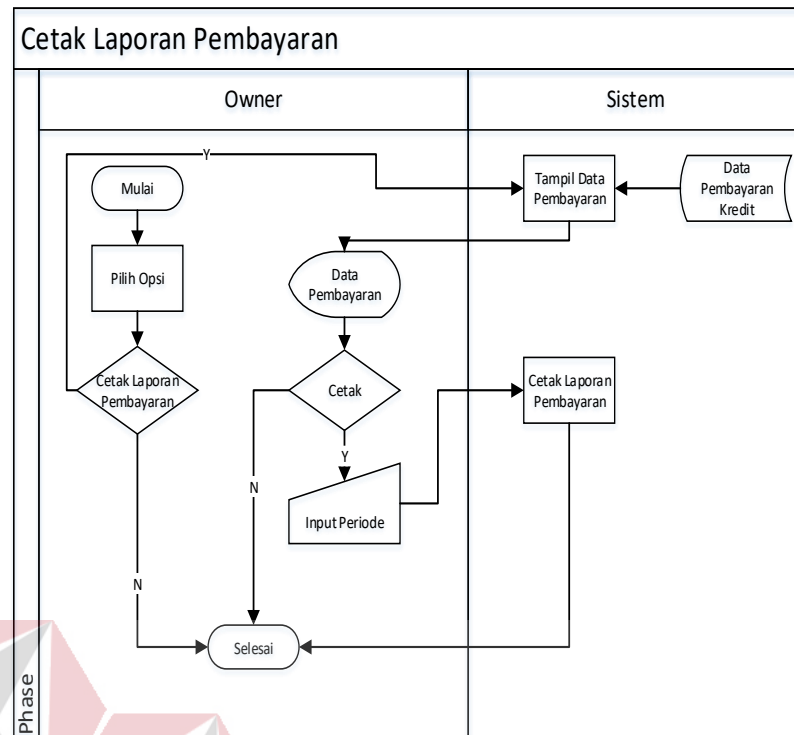 Cetak Laporan Pembayaran
Owner
Sistem
Y
Mulai
Tampil Data
Pembayaran
Data
Pembayaran
Kredit
Pilih Opsi
Data
Pembayaran
Cetak Laporan
Pembayaran
Cetak
Cetak Laporan
Pembayaran
Y
N
Input Periode
N
Selesai
Phase